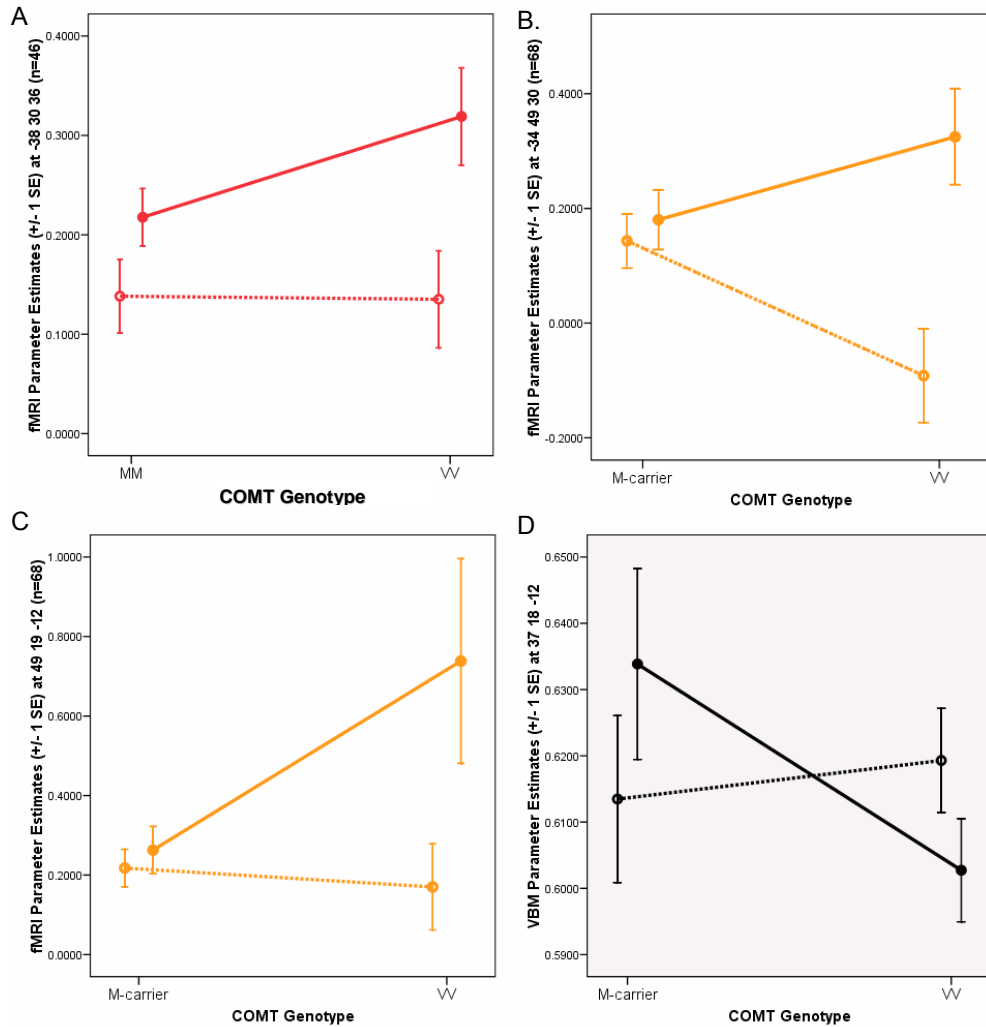 A
fMRI Parameter Estimates (+/- 1 SE) at -38 30 36 (n=46)
0.4000
0.3000
0.2000
0.1000
0.0000
MM
VV
COMT Genotype
B.
fMRI Parameter Estimates (+/- 1 SE) at -34 49 30 (n=68)
0.4000
0.2000
0.0000
-0.2000
M-carrier
VV
COMT Genotype
C
fMRI Parameter Estimates (+/- 1 SE) at 49 19 -12 (n=68)
1.0000
0.8000
0.6000
0.4000
0.2000
0.0000
M-carrier
VV
COMT Genotype
D
VBM Parameter Estimates (+/- 1 SE) at 37 18 -12
0.6500
0.6400
0.6300
0.6200
0.6100
0.6000
0.5900
M-carrier
VV
COMT Genotype